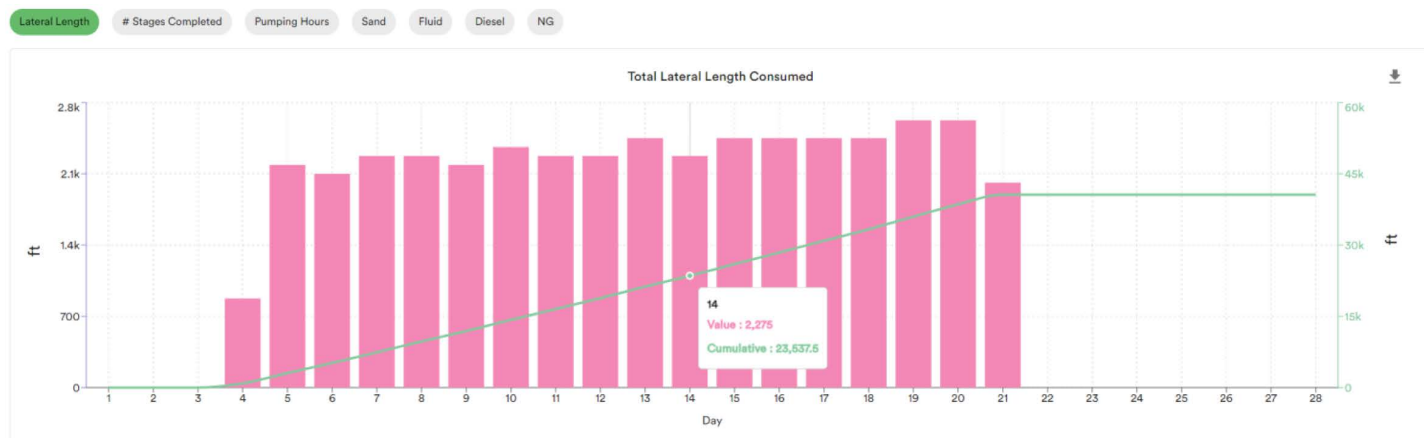 Lateral Length # Stages Completed Pumping Hours Sand Fluid Diesel NG
Total Lateral Length Consumed
2.8k 60k
2.1k 45k
1.4k 30k
ft ft
14
700 15k
Value : 2,275
Cumulative : 23,537.5
0 0
1 2 3 4 5 6 7 8 9 10 11 12 13 14 15 16 17 18 19 20 21 22 23 24 25 26 27 28
Day